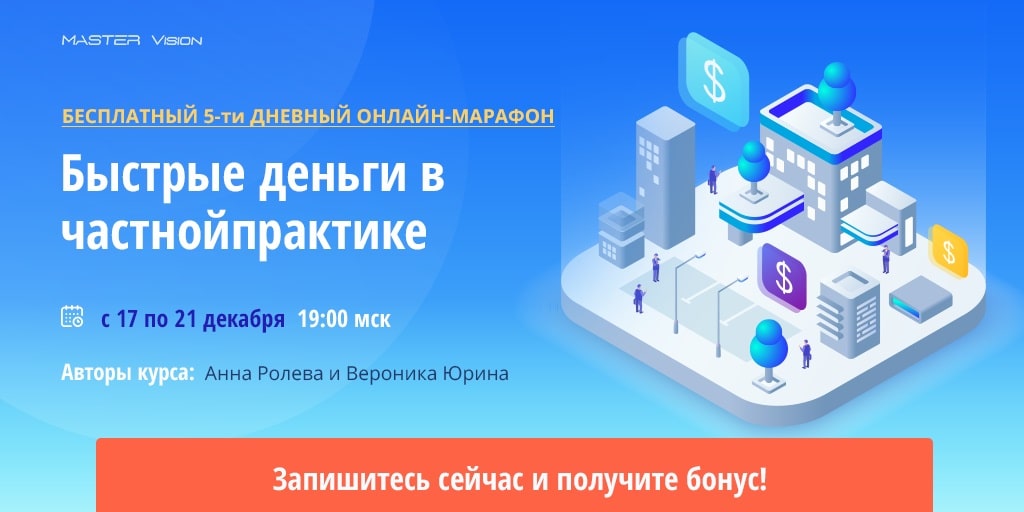 MASTER Vision
БЕСПЛАТНЫЙ 5-ти ДНЕВНЫЙ ОНЛАЙН-МАРАФОН
Быстрые деньги в
частнойпрактике
с 17 по 21 декабря 19:00 мск
Авторы курса: Анна Ролева и Вероника Юрина
$
$
$
Запишитесь сейчас и получите бонус!